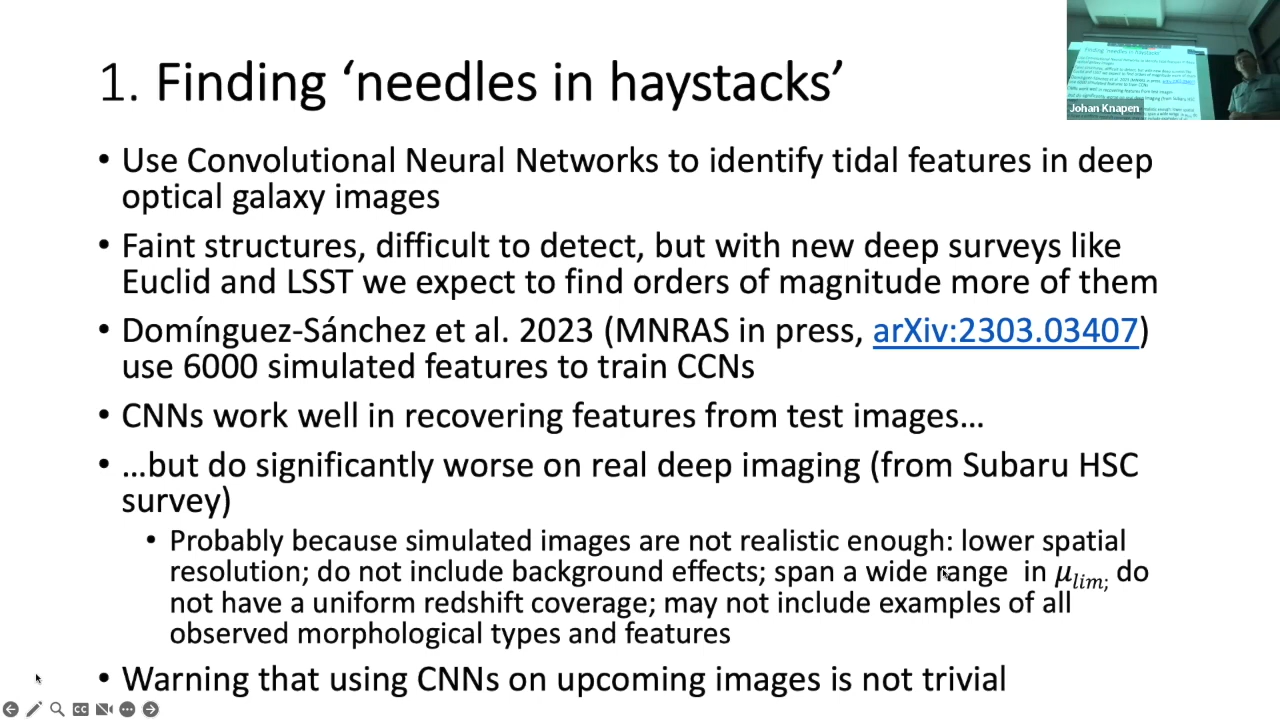 1. Finding ‘needles in haystacks’
Johan Knapen
• Use Convolutional Neural Networks to identify tidal features in deep
optical galaxy images
• Faint structures, difficult to detect, but with new deep surveys like
Euclid and LSST we expect to find orders of magnitude more of them
• Domínguez-Sánchez et al. 2023 (MNRAS in press, arXiv:2303.03407)
use 6000 simulated features to train CCNs
• CNNs work well in recovering features from test images…
• …but do significantly worse on real deep imaging (from Subaru HSC
survey)
• Probably because simulated images are not realistic enough: lower spatial
resolution; do not include background effects; span a wide range in μlim; do
not have a uniform redshift coverage; may not include examples of all
observed morphological types and features
• Warning that using CNNs on upcoming images is not trivial
CC